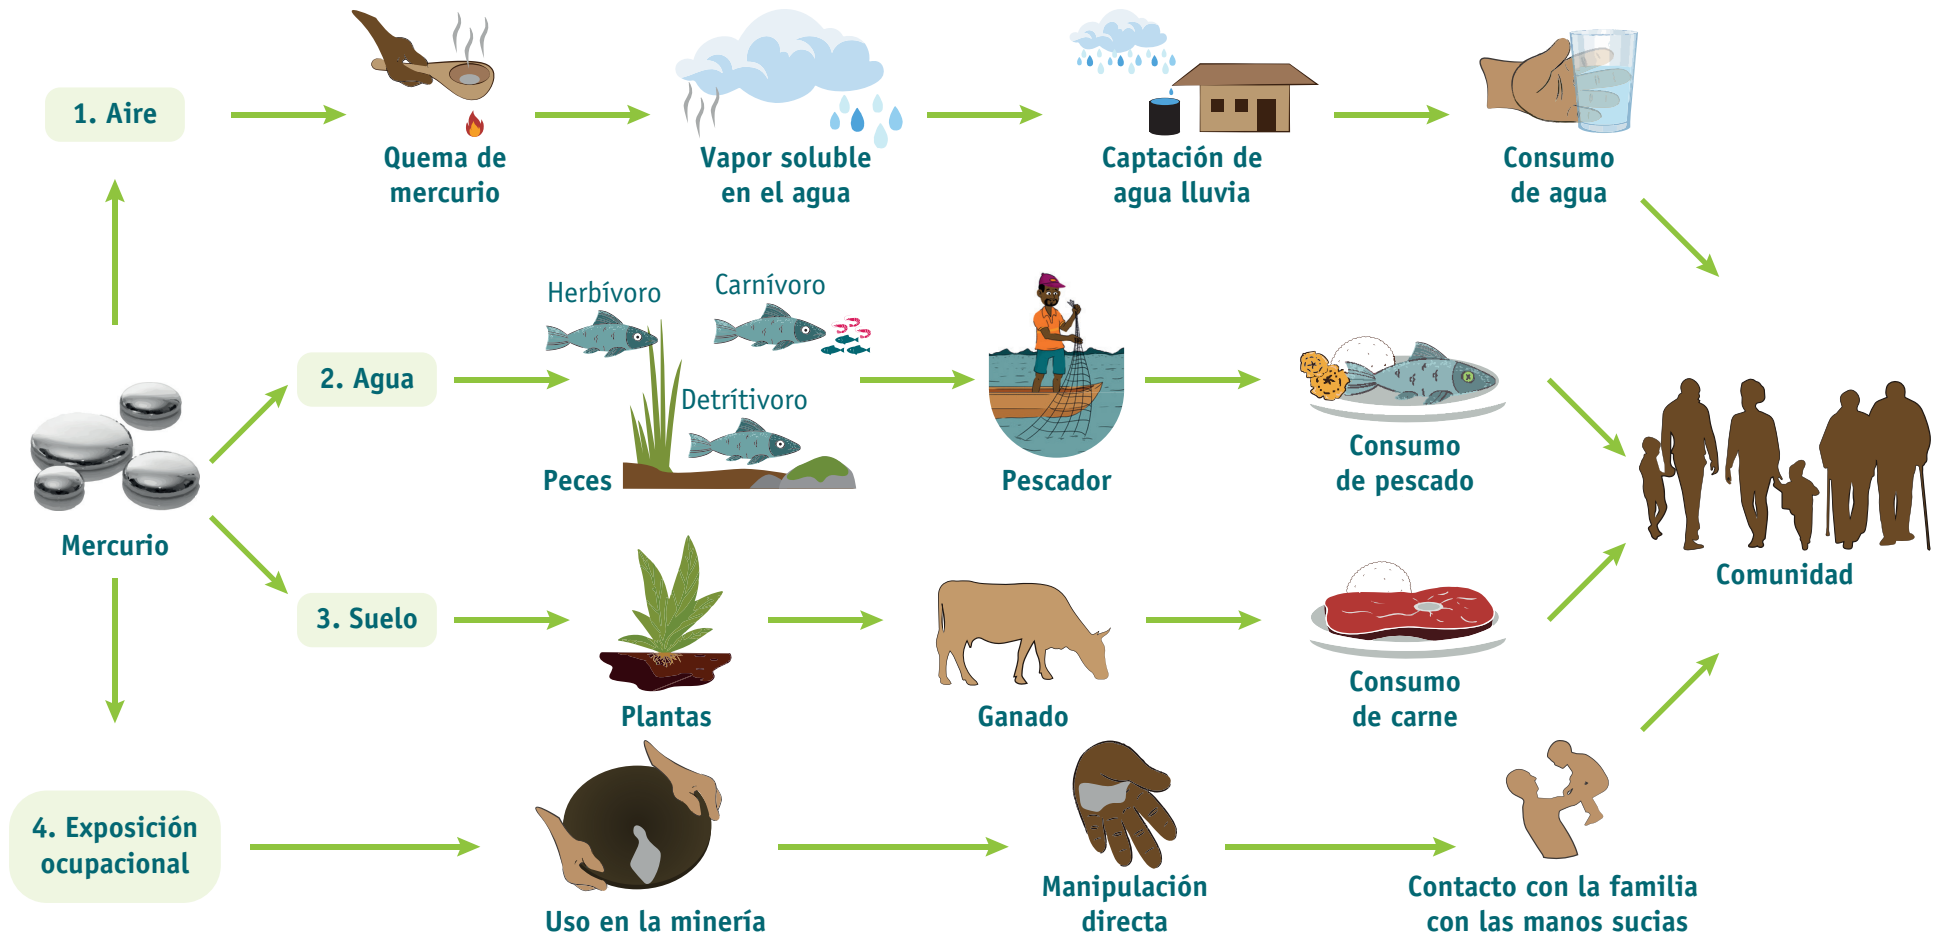 1. Aire
Quema de
mercurio
Vapor soluble
en el agua
Captación de
agua lluvia
Consumo
de agua
2. Agua
Herbívoro
Carnívoro
Detrítivoro
Peces
Pescador
Consumo
de pescado
Mercurio
Comunidad
3. Suelo
Plantas
Ganado
Consumo
de carne
4. Exposición
ocupacional
Uso en la minería
Manipulación
directa
Contacto con la familia
con las manos sucias